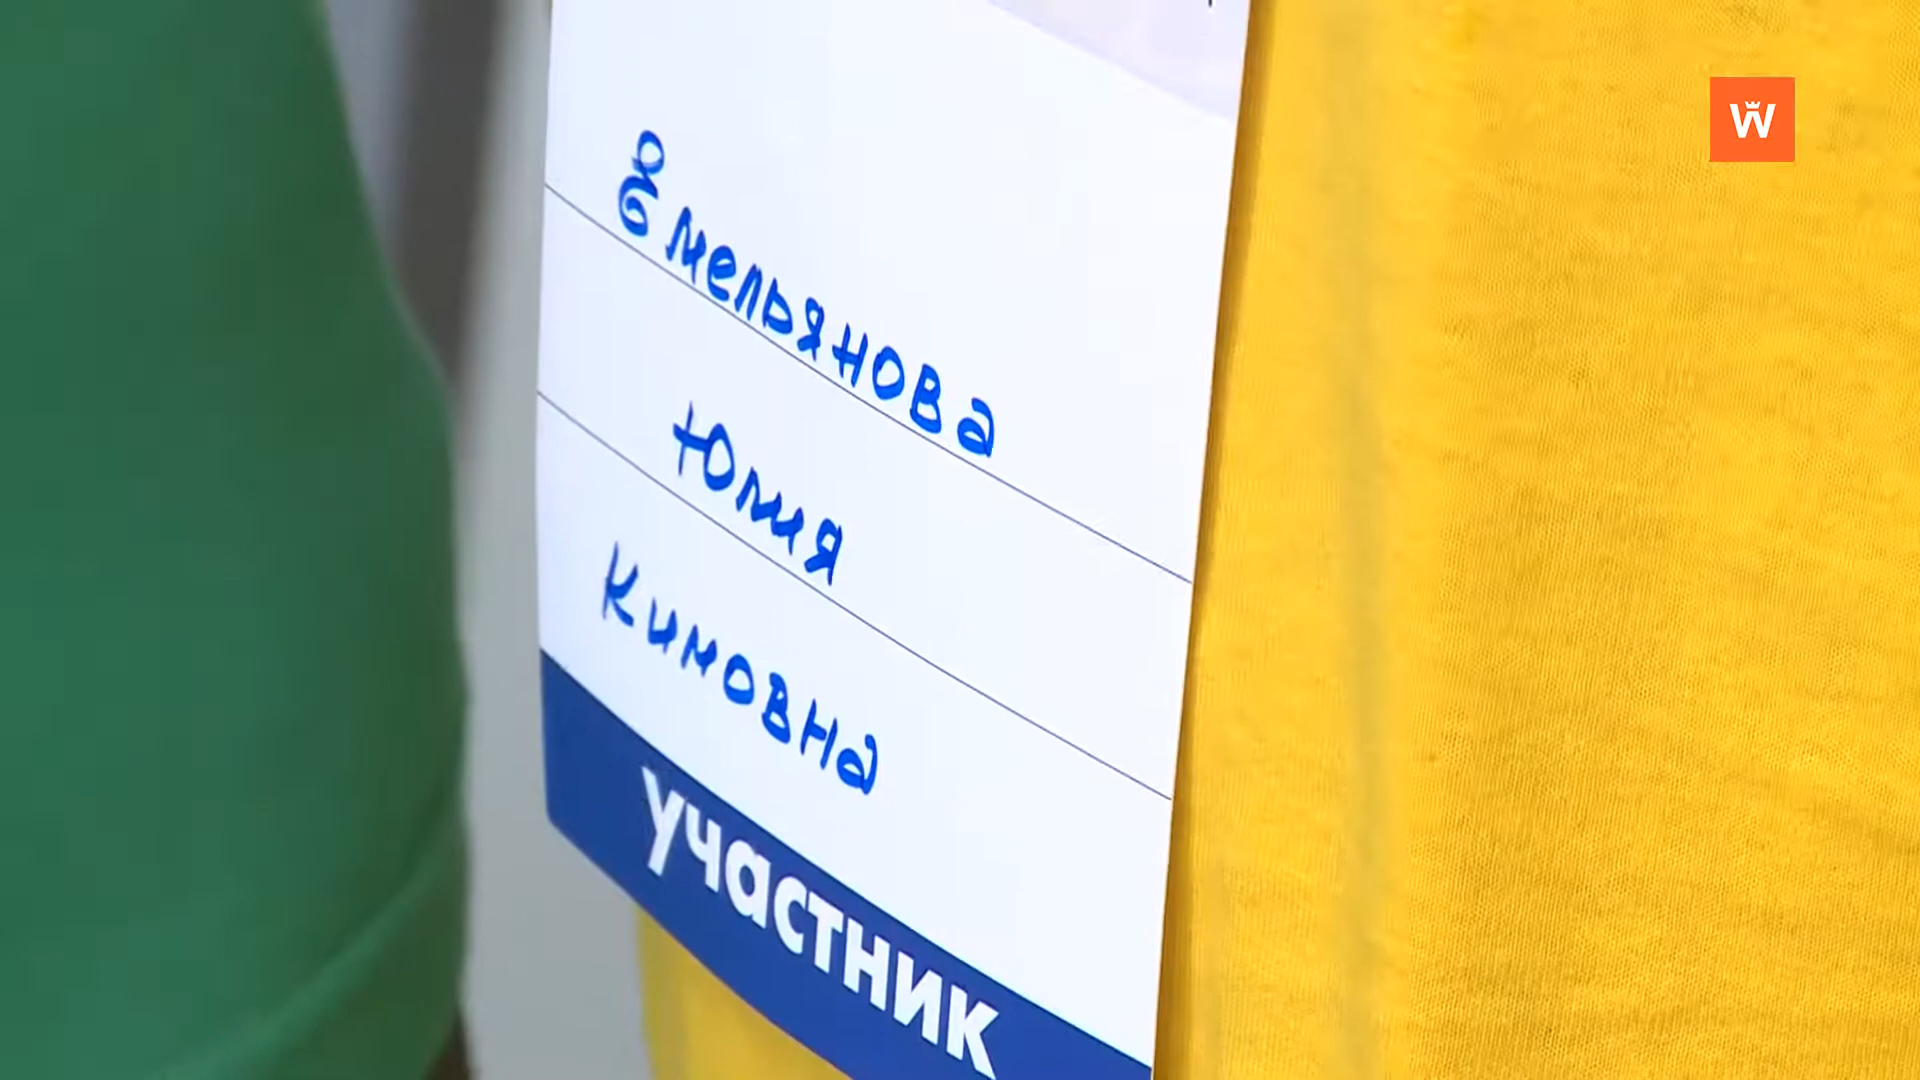 W
Емельянова
Юлия
Кимовна
участник